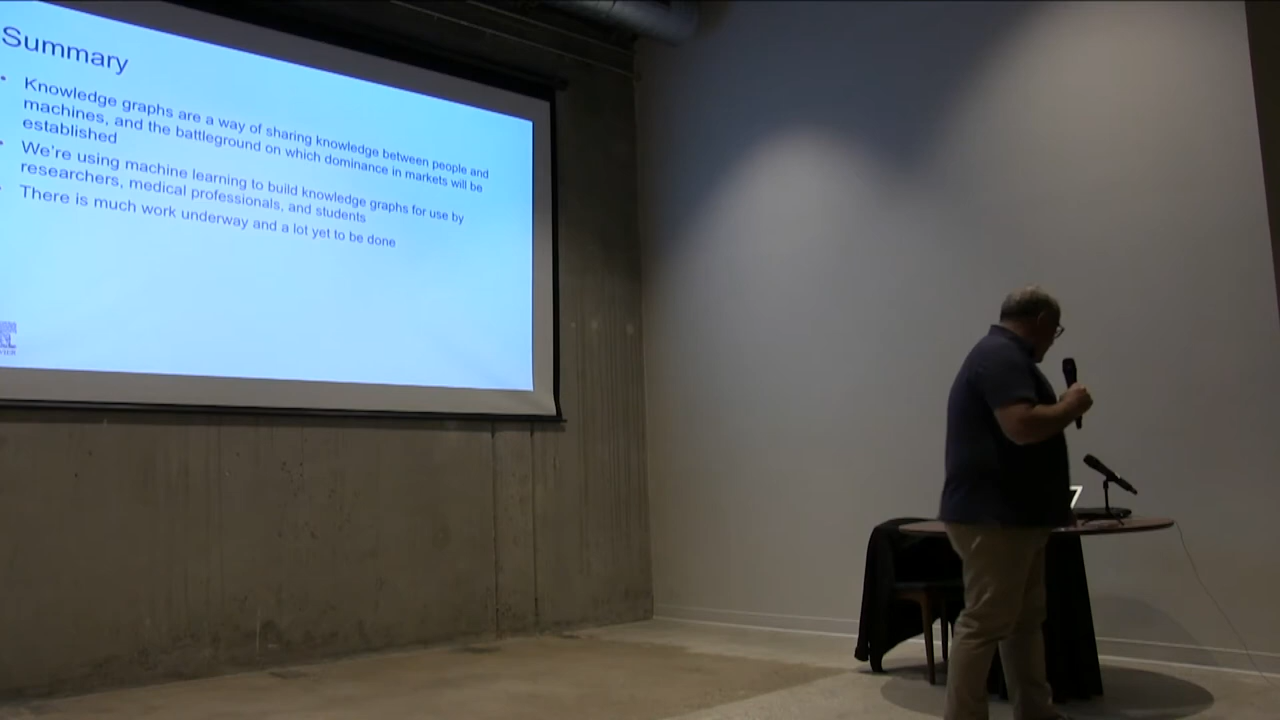 Summary
• Knowledge graphs are a way of sharing knowledge between people and
machines, and the battleground on which dominance in markets will be
established
• We're using machine learning to build knowledge graphs for use by
researchers, medical professionals, and students
• There is much work underway and a lot yet to be done